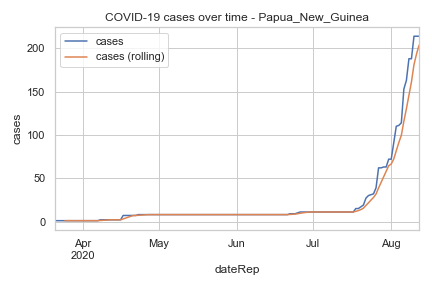 COVID-19 cases over time - Papua_New_Guinea
cases
cases (rolling)
200
150
100
50
0
cases
Apr
2020
May
Jun
Jul
Aug
dateRep